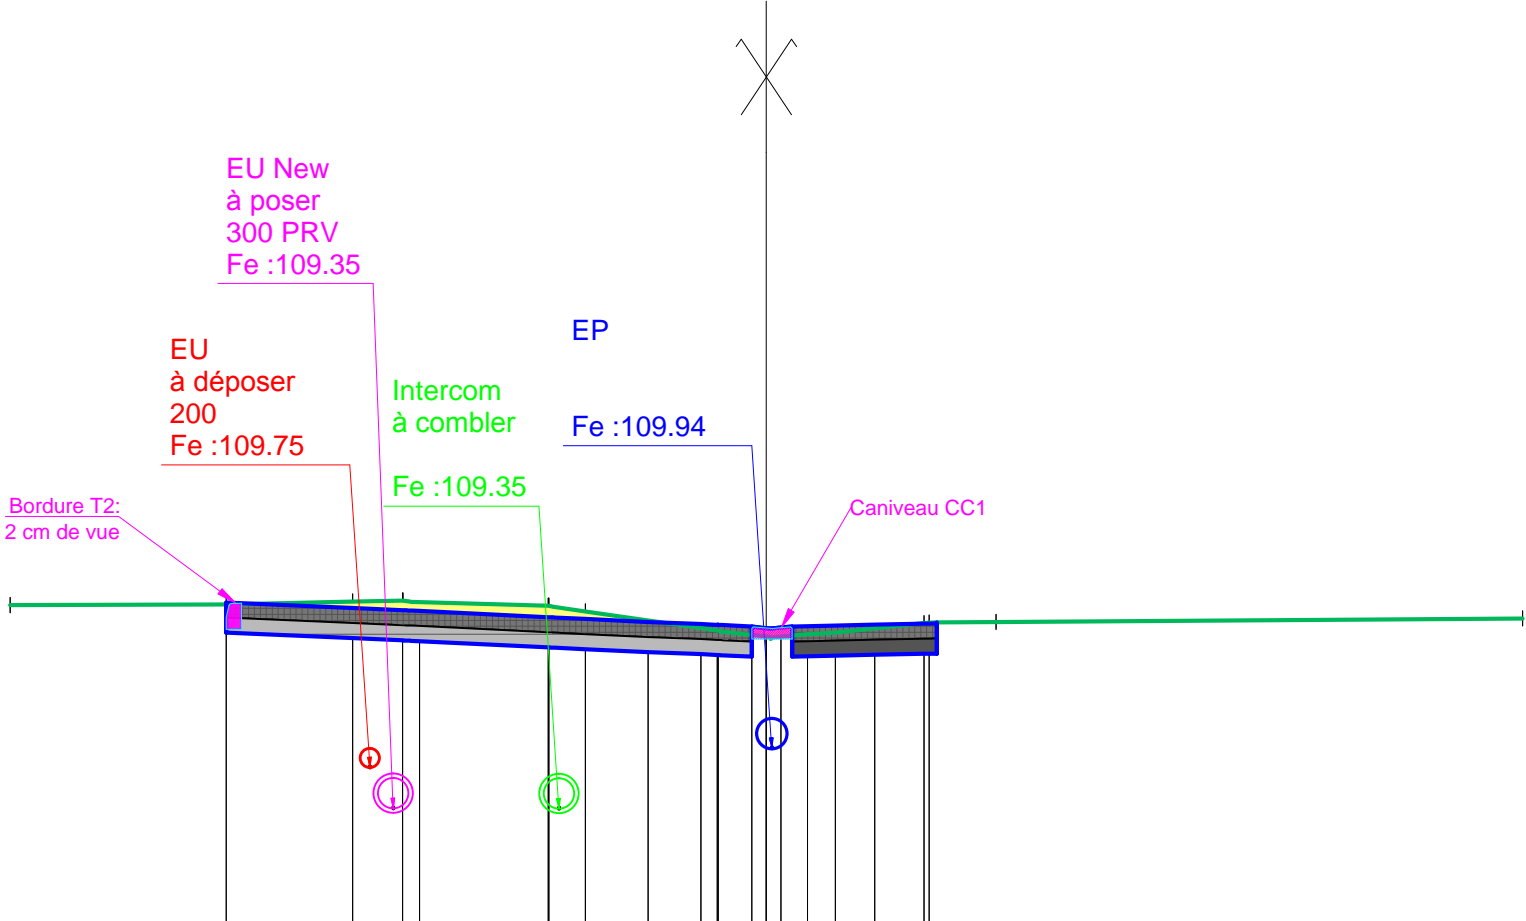 EU New
à poser
300 PRV
Fe :109.35
EU
à déposer
200
Fe :109.75
Intercom
à combler
Fe :109.35
EP
Fe :109.94
Bordure T2:
2 cm de vue
Caniveau CC1